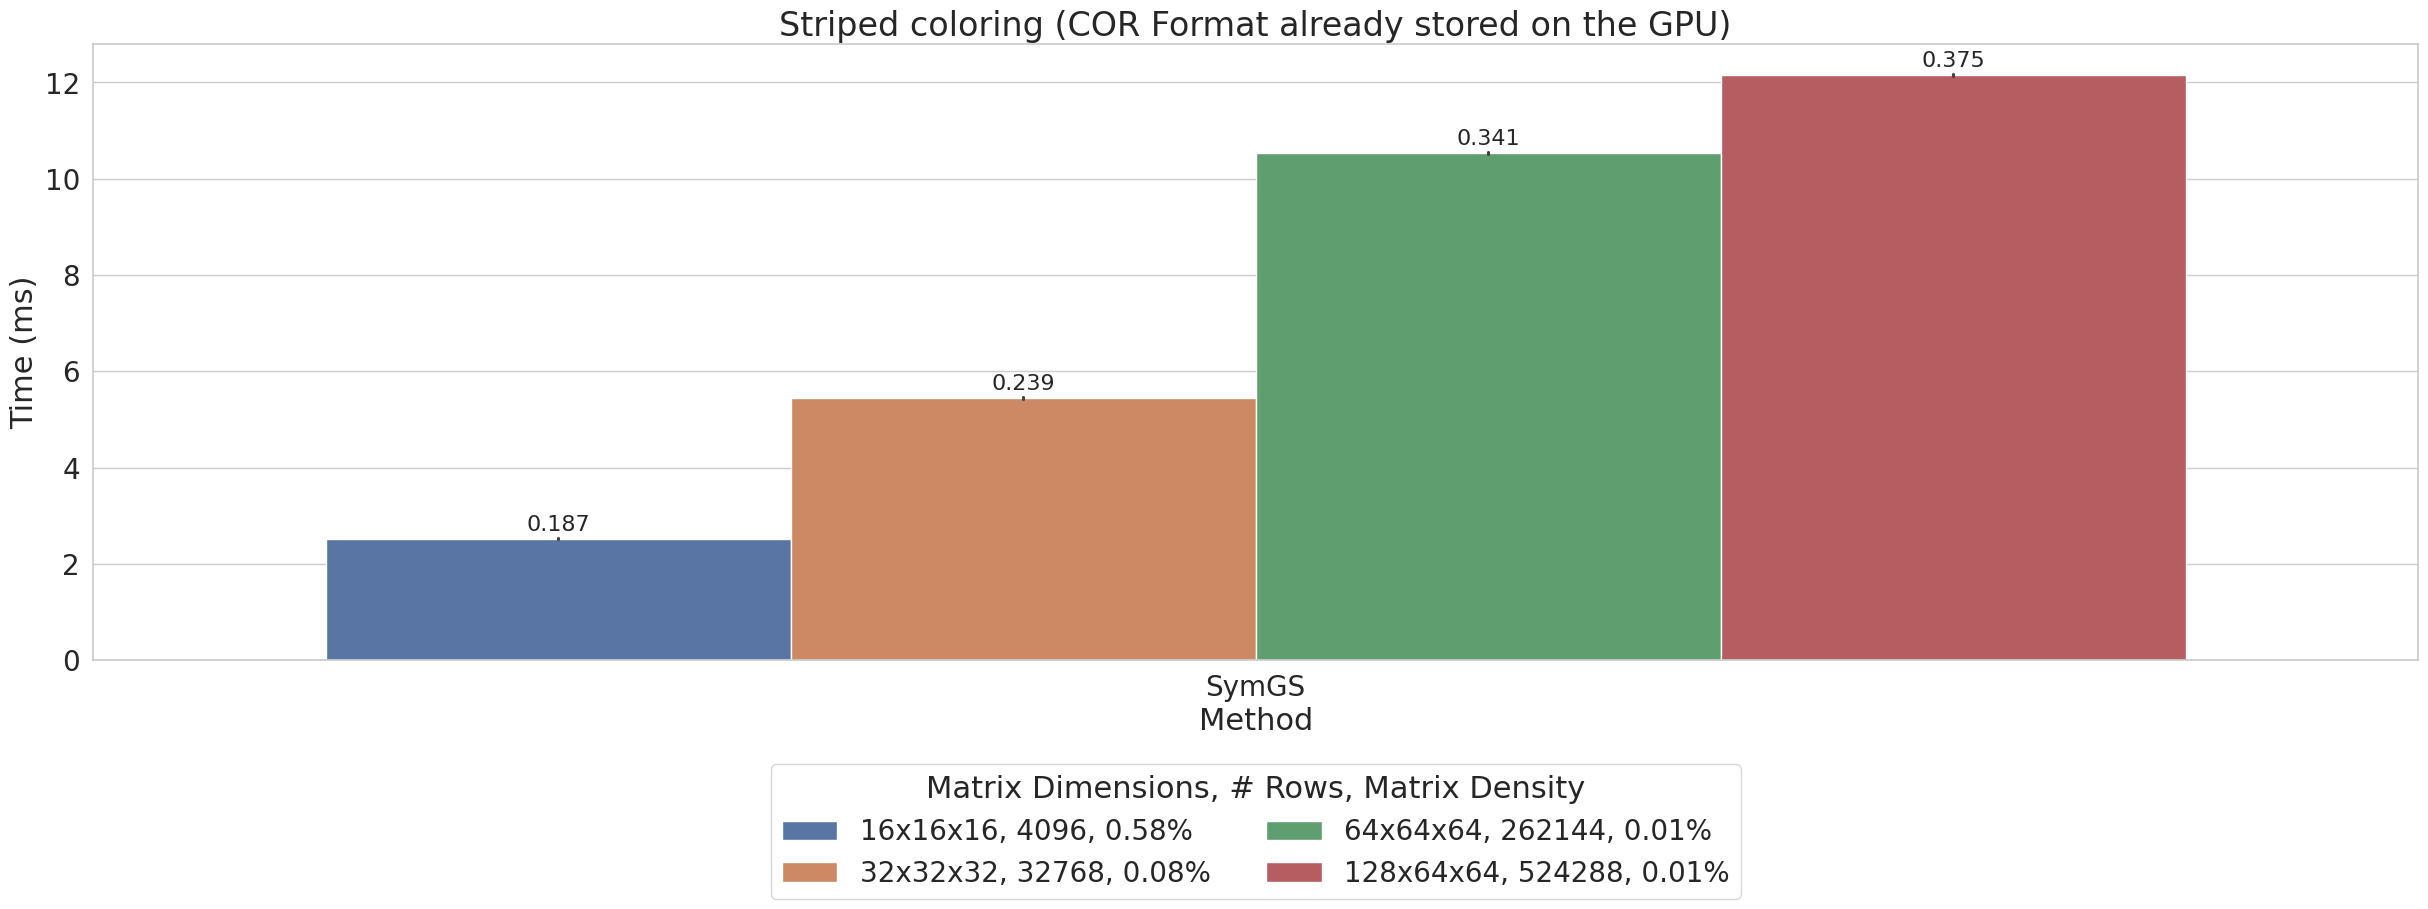 Striped coloring (COR Format already stored on the GPU)
Time (ms)
12
10
8
6
4
2
0
0.187
0.239
0.341
0.375
SymGS
Method
Matrix Dimensions, # Rows, Matrix Density
16x16x16, 4096, 0.58%
32x32x32, 32768, 0.08%
64x64x64, 262144, 0.01%
128x64x64, 524288, 0.01%